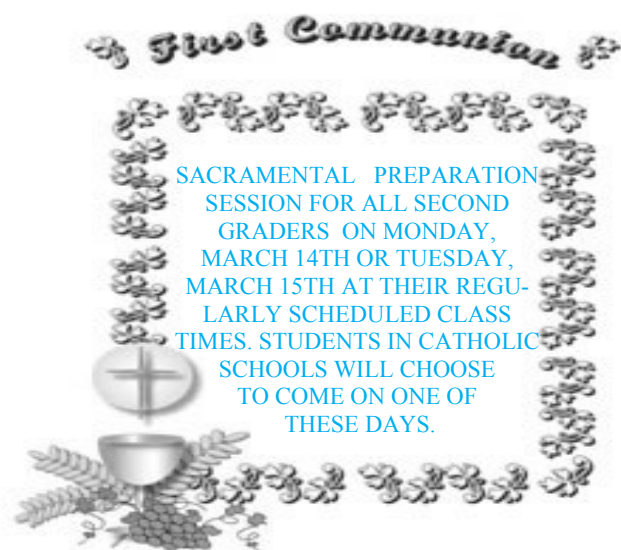 First Communion
SACRAMENTAL PREPARATION
SESSION FOR ALL SECOND
GRADERS ON MONDAY,
MARCH 14TH OR TUESDAY,
MARCH 15TH AT THEIR REGU-
LARLY SCHEDULED CLASS
TIMES. STUDENTS IN CATHOLIC
SCHOOLS WILL CHOOSE
TO COME ON ONE OF
THESE DAYS.